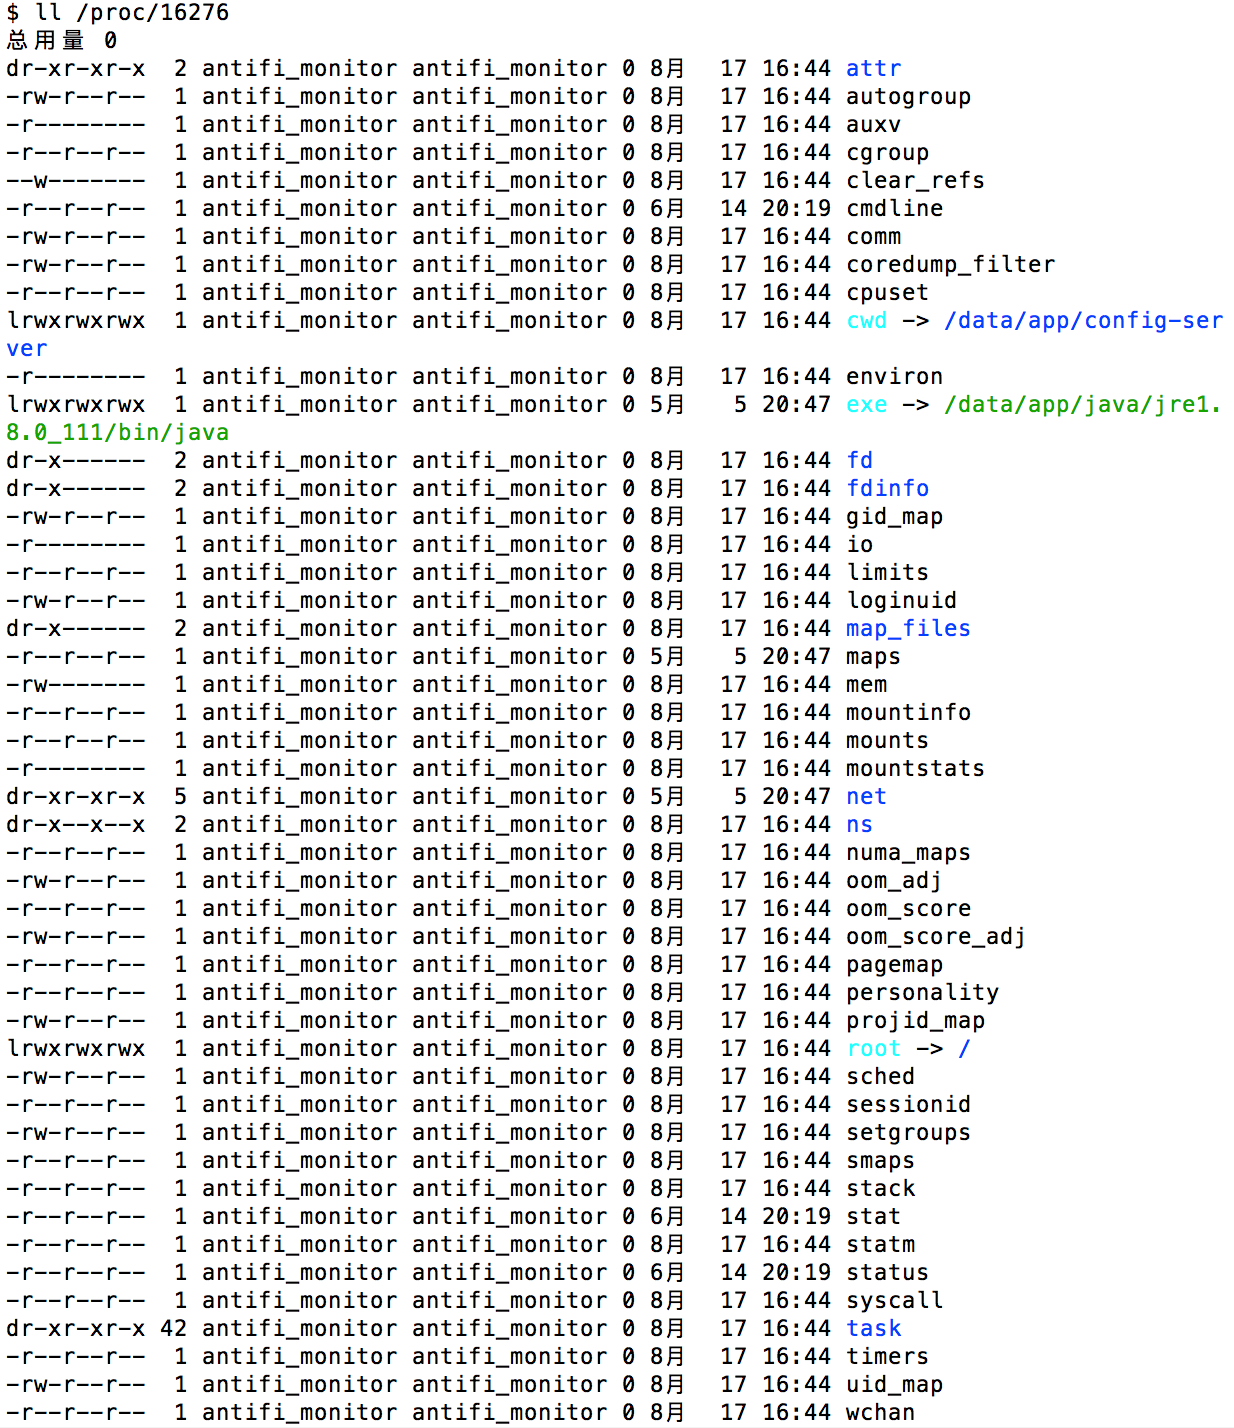 $ ll /proc/16276
总用量 0
dr-xr-xr-x  2 antifi_monitor antifi_monitor 0 8月   17 16:44 attr
-rw-r--r--  1 antifi_monitor antifi_monitor 0 8月   17 16:44 autogroup
-r--------  1 antifi_monitor antifi_monitor 0 8月   17 16:44 auxv
-r--r--r--  1 antifi_monitor antifi_monitor 0 8月   17 16:44 cgroup
--w-------  1 antifi_monitor antifi_monitor 0 8月   17 16:44 clear_refs
-r--r--r--  1 antifi_monitor antifi_monitor 0 6月   14 20:19 cmdline
-rw-r--r--  1 antifi_monitor antifi_monitor 0 8月   17 16:44 comm
-rw-r--r--  1 antifi_monitor antifi_monitor 0 8月   17 16:44 coredump_filter
-r--r--r--  1 antifi_monitor antifi_monitor 0 8月   17 16:44 cpuset
lrwxrwxrwx  1 antifi_monitor antifi_monitor 0 8月   17 16:44 cwd -> /data/app/config-ser
ver
-r--------  1 antifi_monitor antifi_monitor 0 8月   17 16:44 environ
lrwxrwxrwx  1 antifi_monitor antifi_monitor 0 5月    5 20:47 exe -> /data/app/java/jre1.
8.0_111/bin/java
dr-x------  2 antifi_monitor antifi_monitor 0 8月   17 16:44 fd
dr-x------  2 antifi_monitor antifi_monitor 0 8月   17 16:44 fdinfo
-rw-r--r--  1 antifi_monitor antifi_monitor 0 8月   17 16:44 gid_map
-r--------  1 antifi_monitor antifi_monitor 0 8月   17 16:44 io
-r--r--r--  1 antifi_monitor antifi_monitor 0 8月   17 16:44 limits
-rw-r--r--  1 antifi_monitor antifi_monitor 0 8月   17 16:44 loginuid
dr-x------  2 antifi_monitor antifi_monitor 0 8月   17 16:44 map_files
-r--r--r--  1 antifi_monitor antifi_monitor 0 5月    5 20:47 maps
-rw-------  1 antifi_monitor antifi_monitor 0 8月   17 16:44 mem
-r--r--r--  1 antifi_monitor antifi_monitor 0 8月   17 16:44 mountinfo
-r--r--r--  1 antifi_monitor antifi_monitor 0 8月   17 16:44 mounts
-r--------  1 antifi_monitor antifi_monitor 0 8月   17 16:44 mountstats
dr-xr-xr-x  5 antifi_monitor antifi_monitor 0 5月    5 20:47 net
dr-x--x--x  2 antifi_monitor antifi_monitor 0 8月   17 16:44 ns
-r--r--r--  1 antifi_monitor antifi_monitor 0 8月   17 16:44 numa_maps
-rw-r--r--  1 antifi_monitor antifi_monitor 0 8月   17 16:44 oom_adj
-r--r--r--  1 antifi_monitor antifi_monitor 0 8月   17 16:44 oom_score
-rw-r--r--  1 antifi_monitor antifi_monitor 0 8月   17 16:44 oom_score_adj
-r--r--r--  1 antifi_monitor antifi_monitor 0 8月   17 16:44 pagemap
-r--r--r--  1 antifi_monitor antifi_monitor 0 8月   17 16:44 personality
-rw-r--r--  1 antifi_monitor antifi_monitor 0 8月   17 16:44 projid_map
lrwxrwxrwx  1 antifi_monitor antifi_monitor 0 8月   17 16:44 root -> /
-rw-r--r--  1 antifi_monitor antifi_monitor 0 8月   17 16:44 sched
-r--r--r--  1 antifi_monitor antifi_monitor 0 8月   17 16:44 sessionid
-rw-r--r--  1 antifi_monitor antifi_monitor 0 8月   17 16:44 setgroups
-r--r--r--  1 antifi_monitor antifi_monitor 0 8月   17 16:44 smaps
-r--r--r--  1 antifi_monitor antifi_monitor 0 8月   17 16:44 stack
-r--r--r--  1 antifi_monitor antifi_monitor 0 6月   14 20:19 stat
-r--r--r--  1 antifi_monitor antifi_monitor 0 8月   17 16:44 statm
-r--r--r--  1 antifi_monitor antifi_monitor 0 6月   14 20:19 status
-r--r--r--  1 antifi_monitor antifi_monitor 0 8月   17 16:44 syscall
dr-xr-xr-x 42 antifi_monitor antifi_monitor 0 8月   17 16:44 task
-r--r--r--  1 antifi_monitor antifi_monitor 0 8月   17 16:44 timers
-rw-r--r--  1 antifi_monitor antifi_monitor 0 8月   17 16:44 uid_map
-r--r--r--  1 antifi_monitor antifi_monitor 0 8月   17 16:44 wchan